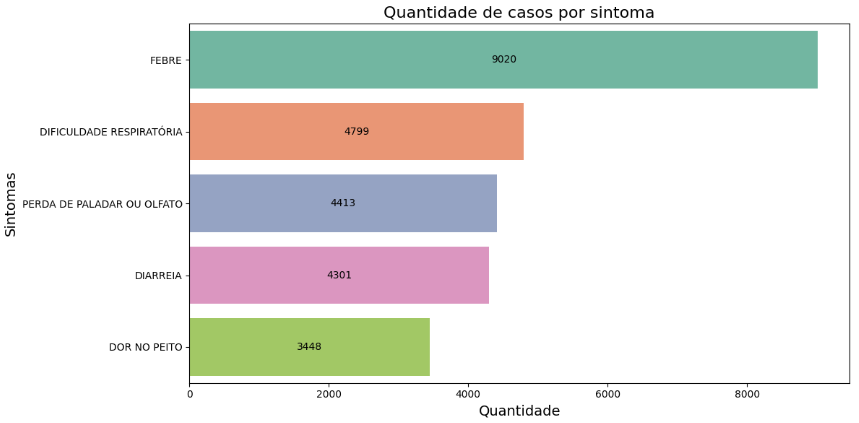 Quantidade de casos por sintoma
Sintomas
FEBRE
9020
DIFICULDADE RESPIRATÓRIA
4799
PERDA DE PALADAR OU OLFATO
4413
DIARREIA
4301
DOR NO PEITO
3448
0 2000 4000 6000 8000
Quantidade